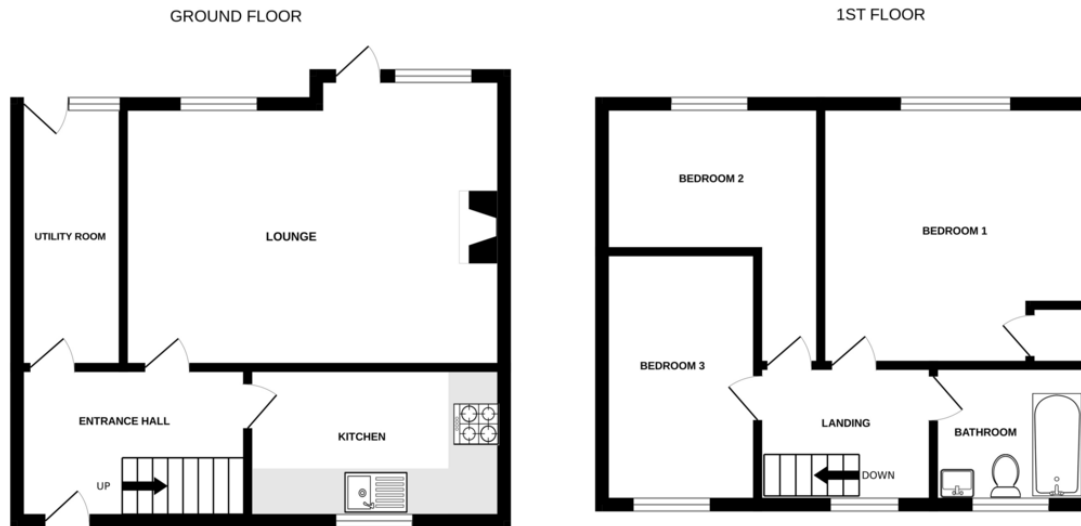 GROUND FLOOR
UTILITY ROOM
LOUNGE
ENTRANCE HALL
KITCHEN
UP
1ST FLOOR
BEDROOM 2
BEDROOM 1
BEDROOM 3
LANDING
BATHROOM
DOWN